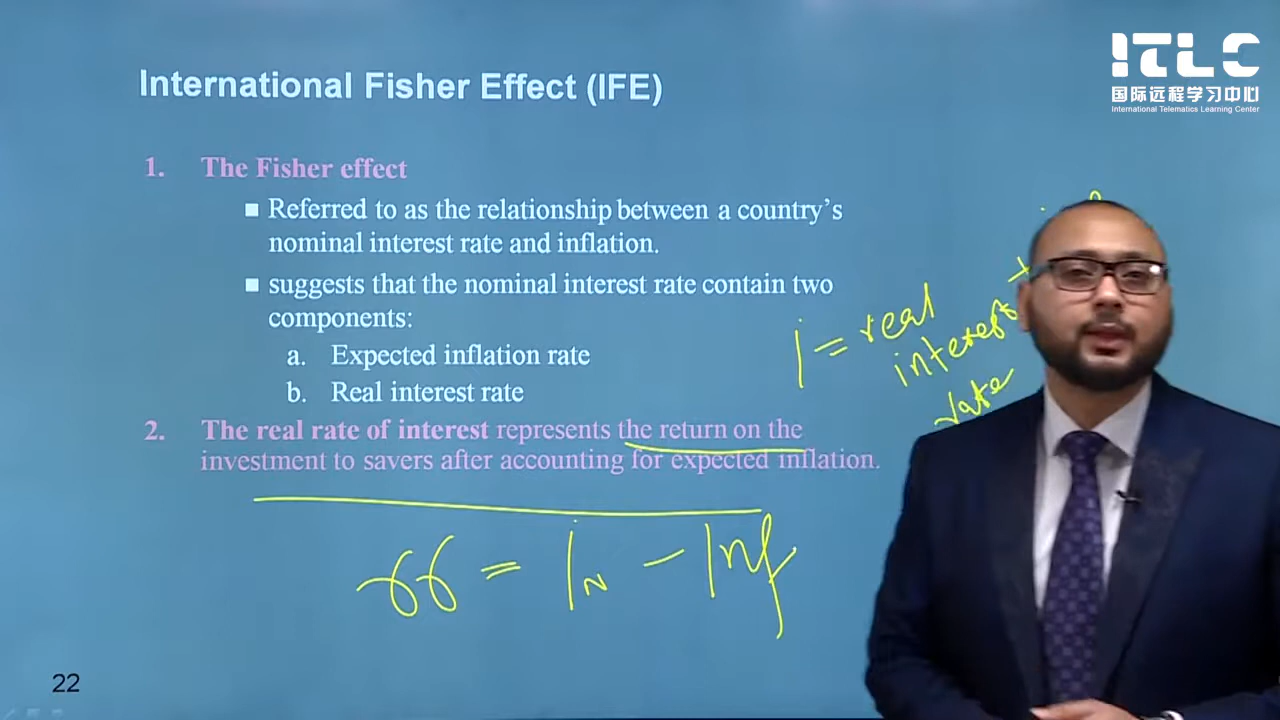 ITLC
国际远程学习中心
International Telematics Learning Center
International Fisher Effect (IFE)
1. The Fisher effect
■ Referred to as the relationship between a country's
nominal interest rate and inflation.
■ suggests that the nominal interest rate contain two
components:
a. Expected inflation rate
b. Real interest rate
2. The real rate of interest represents the return on the
investment to savers after accounting for expected inflation.
i = real
interest +
rate
= iN - Inf
22